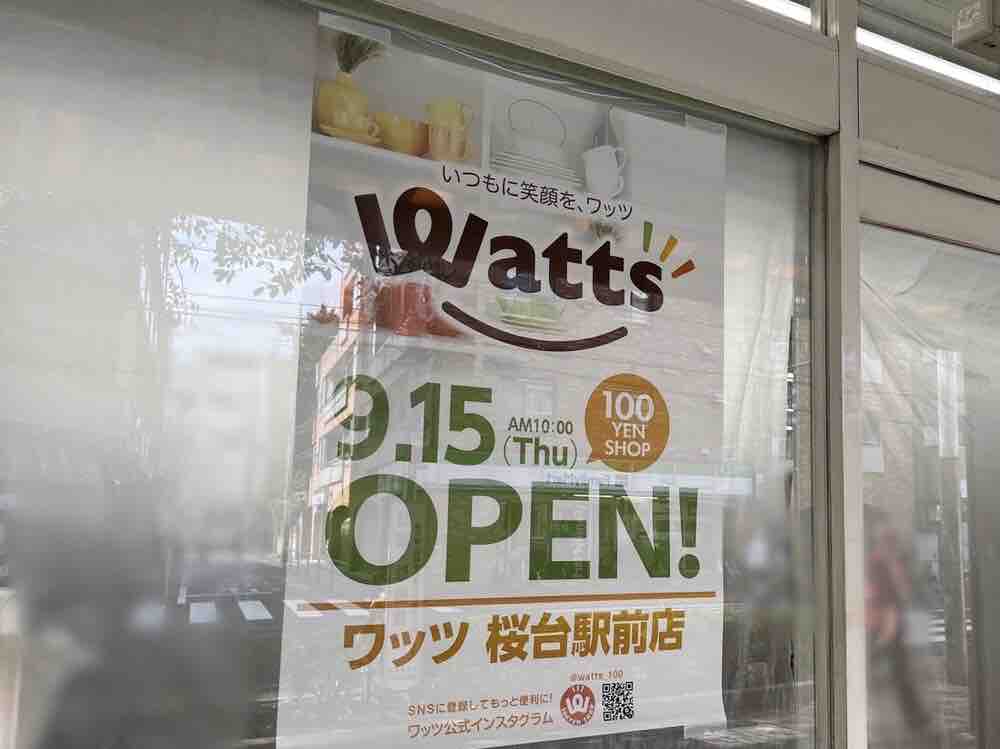 いつもに笑顔を、ワッツ
Watts
9.15 AM10:00 (Thu)
100 YEN SHOP
OPEN!
ワッツ 桜台駅前店
@watts_100
SNSに登録してもっと便利に!
ワッツ公式インスタグラム